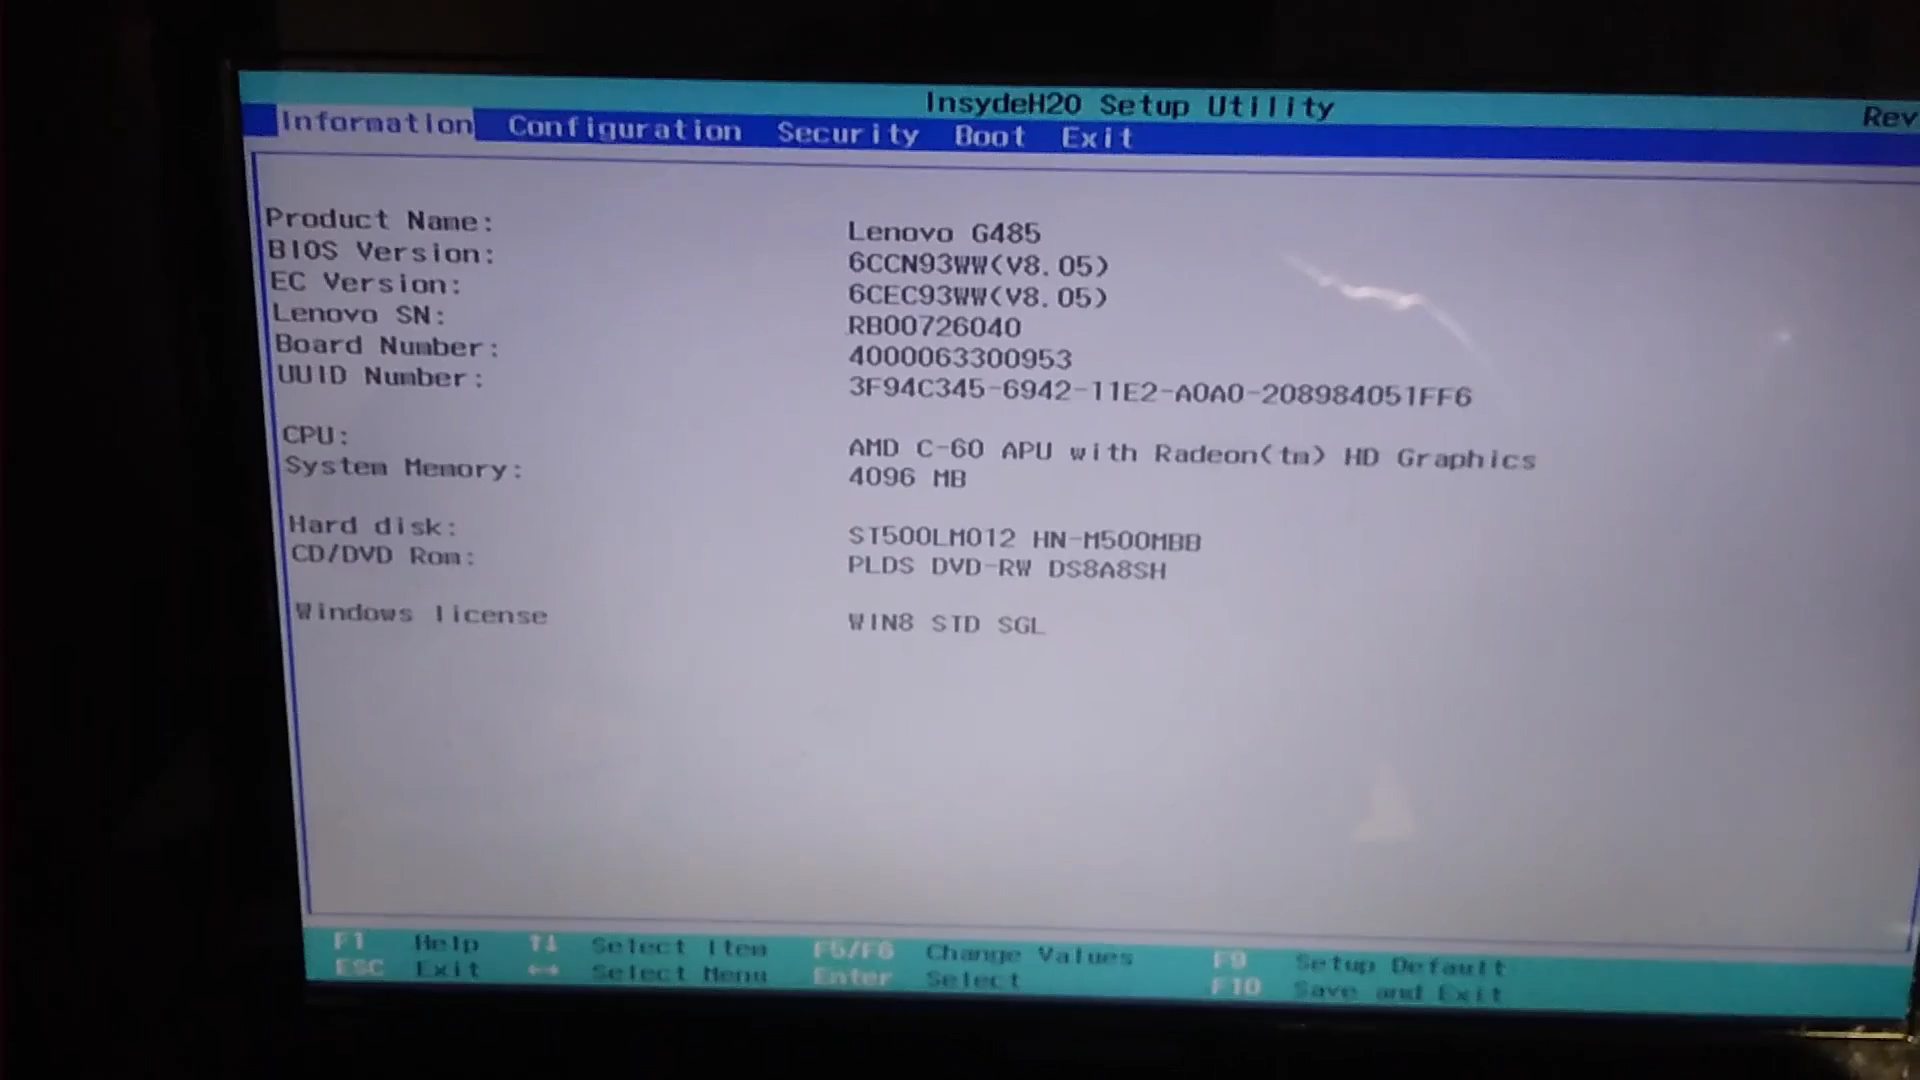 InsydeH20 Setup Utility Rev
Information Configuration Security Boot Exit
Product Name: Lenovo G485
BIOS Version: 6CCN93WW(V8.05)
EC Version: 6CEC93WW(V8.05)
Lenovo SN: RB00726040
Board Number: 4000063300953
UUID Number: 3F94C345-6942-11E2-A0A0-208984051FF6
CPU: AMD C-60 APU with Radeon(tm) HD Graphics
System Memory: 4096 MB
Hard disk: ST500LM012 HN-M500MBB
CD/DVD Rom: PLDS DVD-RW DS8A8SH
Windows license WIN8 STD SGL
F1 Help ↑↓ Select Item F5/F6 Change Values F9 Setup Default
ESC Exit ↔ Select Menu Enter Select F10 Save and Exit